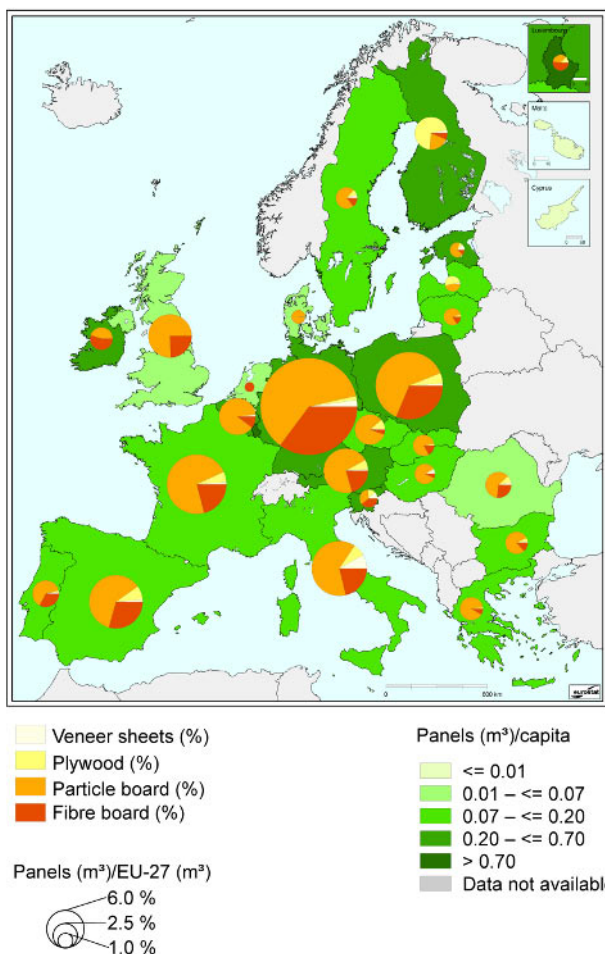 Luxembourg
Malta
Cyprus
0
600 km
eurostat
Veneer sheets (%)
Plywood (%)
Particle board (%)
Fibre board (%)
Panels (m³)/EU-27 (m³)
6.0 %
2.5 %
1.0 %
Panels (m³)/capita
<= 0.01
0.01 – <= 0.07
0.07 – <= 0.20
0.20 – <= 0.70
> 0.70
Data not available